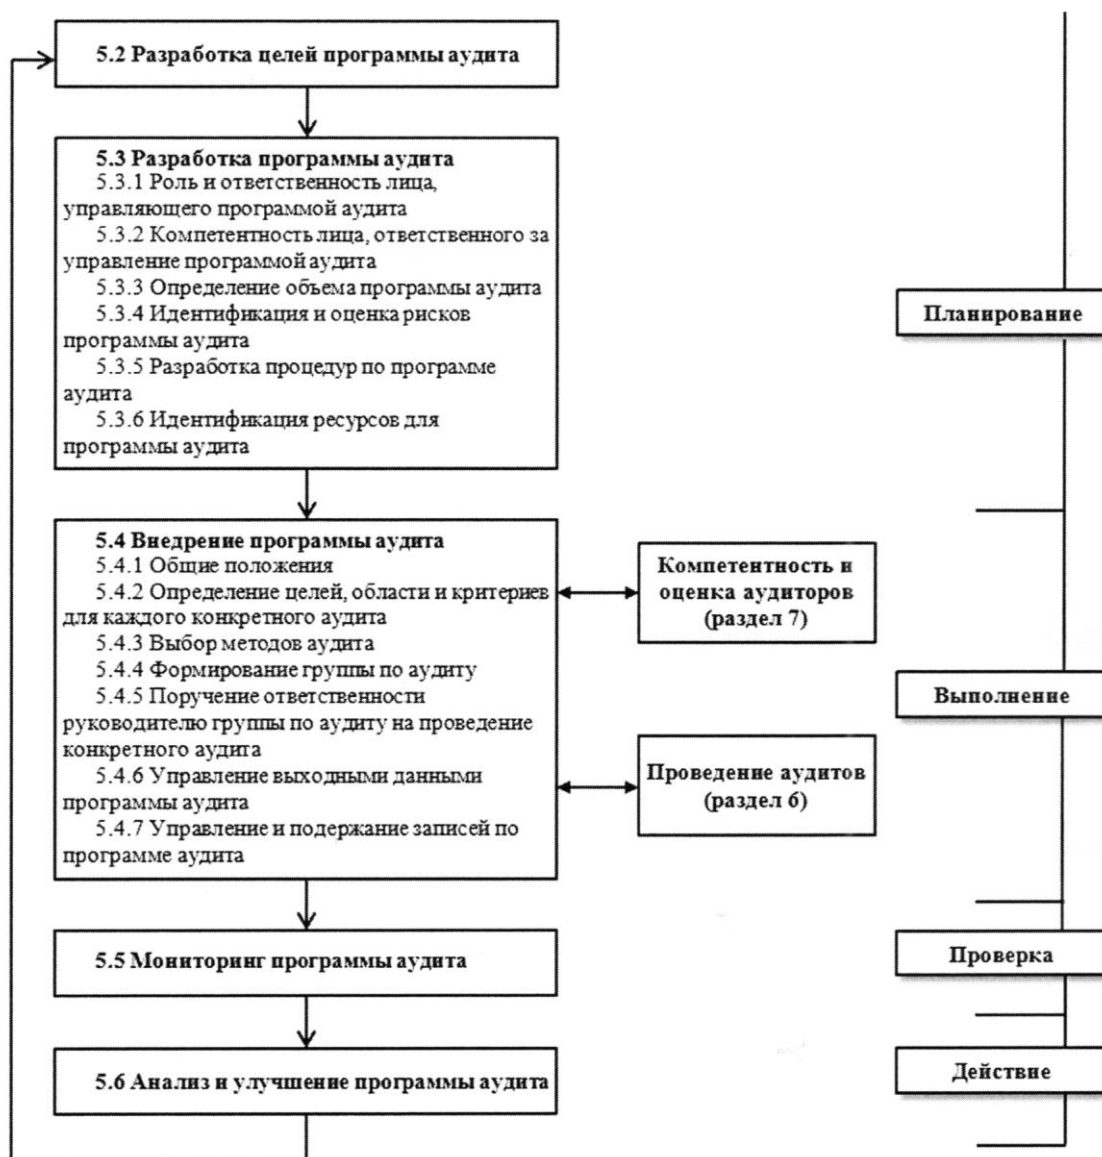 5.2 Разработка целей программы аудита
5.3 Разработка программы аудита
5.3.1 Роль и ответственность лица,
управляющего программой аудита
5.3.2 Компетентность лица, ответственного за
управление программой аудита
5.3.3 Определение объема программы аудита
5.3.4 Идентификация и оценка рисков
программы аудита
5.3.5 Разработка процедур по программе
аудита
5.3.6 Идентификация ресурсов для
программы аудита
Планирование
5.4 Внедрение программы аудита
5.4.1 Общие положения
5.4.2 Определение целей, области и критериев
для каждого конкретного аудита
5.4.3 Выбор методов аудита
5.4.4 Формирование группы по аудиту
5.4.5 Поручение ответственности
руководителю группы по аудиту на проведение
конкретного аудита
5.4.6 Управление выходными данными
программы аудита
5.4.7 Управление и подержание записей по
программе аудита
Компетентность и
оценка аудиторов
(раздел 7)
Проведение аудитов
(раздел 6)
Выполнение
5.5 Мониторинг программы аудита
Проверка
5.6 Анализ и улучшение программы аудита
Действие